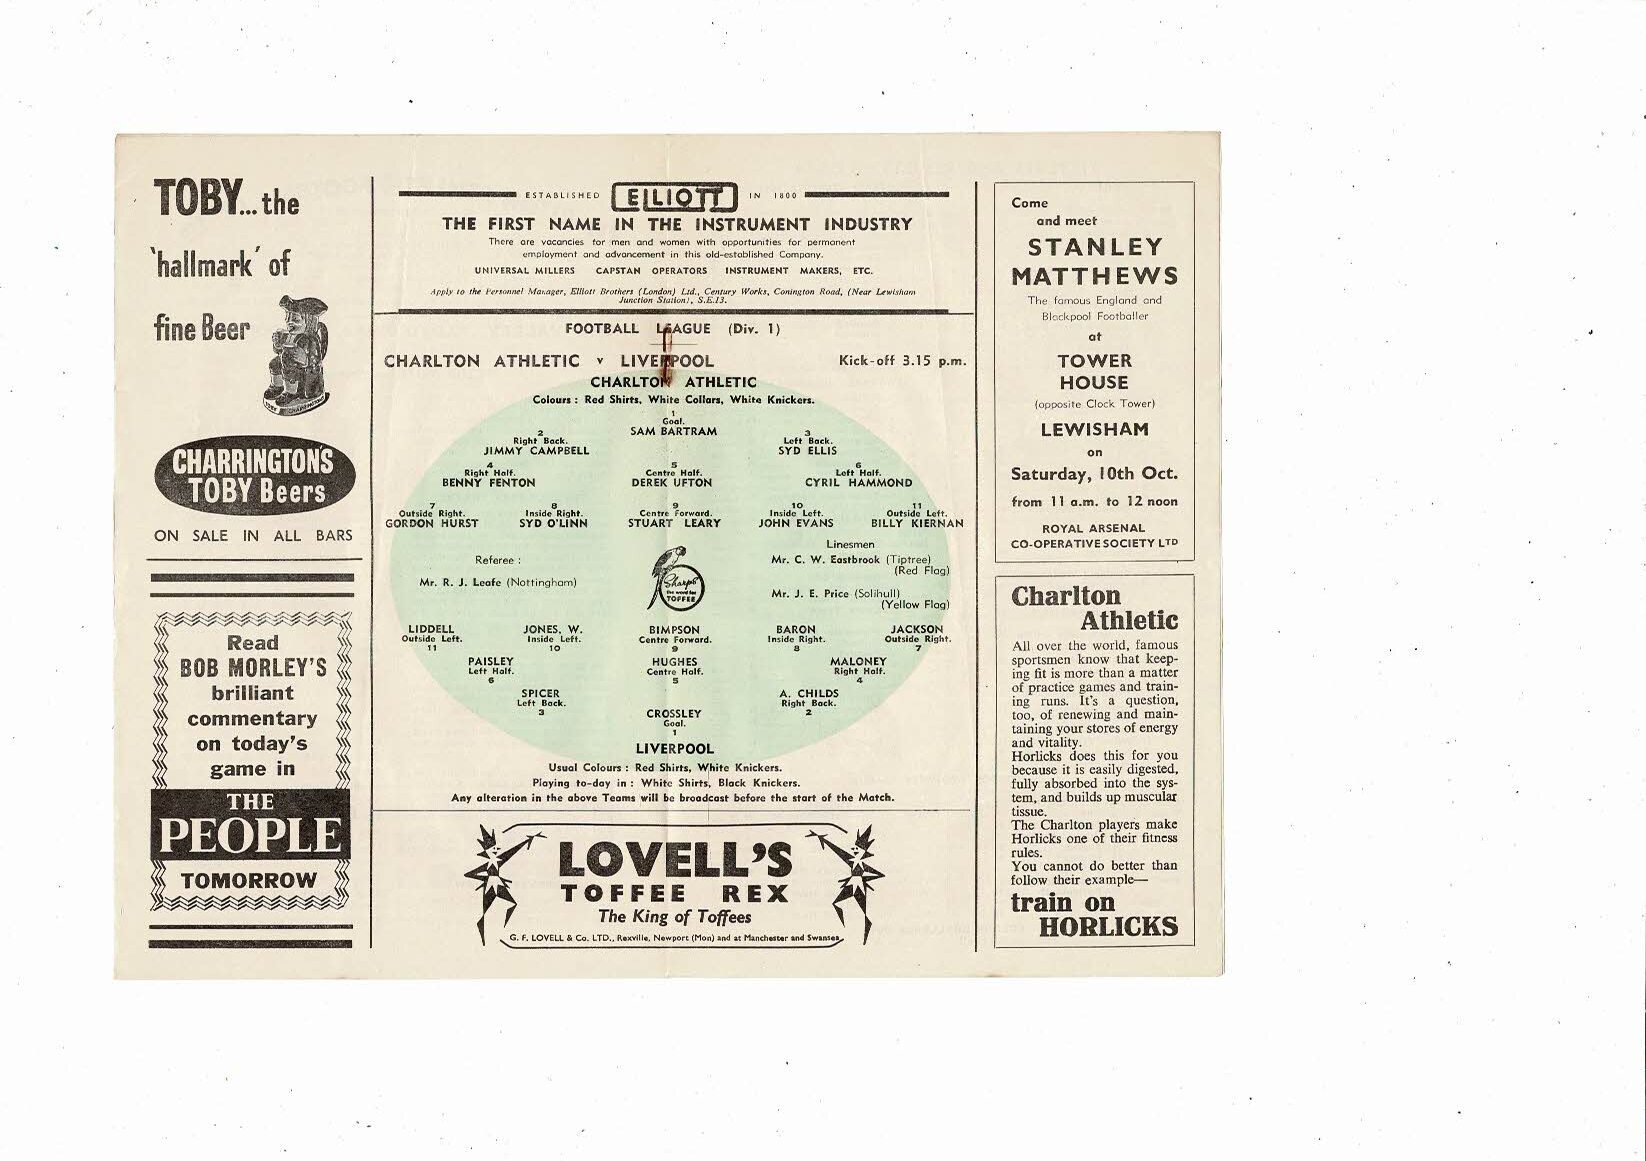 TOBY... the
'hallmark' of
fine Beer
CHARRINGTON'S
TOBY Beers
ON SALE IN ALL BARS
Read
BOB MORLEY'S
brilliant
commentary
on today's
game in
THE
PEOPLE
TOMORROW
ESTABLISHED ELLIOTT IN 1800
THE FIRST NAME IN THE INSTRUMENT INDUSTRY
There are vacancies for men and women with opportunities for permanent
employment and advancement in this old-established Company.
UNIVERSAL MILLERS CAPSTAN OPERATORS INSTRUMENT MAKERS, ETC.
Apply to the Personnel Manager, Elliott Brothers (London) Ltd., Century Works, Conington Road, (Near Lewisham
Junction Station), S.E.13.
FOOTBALL LEAGUE (Div. 1)
CHARLTON ATHLETIC v LIVERPOOL Kick-off 3.15 p.m.
CHARLTON ATHLETIC
Colours : Red Shirts, White Collars, White Knickers.
1
Goal.
SAM BARTRAM
2 3
Right Back. Left Back.
JIMMY CAMPBELL SYD ELLIS
4 5 6
Right Half. Centre Half. Left Half.
BENNY FENTON DEREK UFTON CYRIL HAMMOND
7 8 9 10 11
Outside Right. Inside Right. Centre Forward. Inside Left. Outside Left.
GORDON HURST SYD O'LINN STUART LEARY JOHN EVANS BILLY KIERNAN
Referee :
Mr. R. J. Leafe (Nottingham)
Sharps
the word for
TOFFEE
Linesmen
Mr. C. W. Eastbrook (Tiptree)
(Red Flag)
Mr. J. E. Price (Solihull)
(Yellow Flag)
LIDDELL JONES, W. BIMPSON BARON JACKSON
Outside Left. Inside Left. Centre Forward. Inside Right. Outside Right.
11 10 9 8 7
PAISLEY HUGHES MALONEY
Left Half. Centre Half. Right Half.
6 5 4
SPICER A. CHILDS
Left Back. Right Back.
3 2
CROSSLEY
Goal.
1
LIVERPOOL
Usual Colours : Red Shirts, White Knickers.
Playing to-day in : White Shirts, Black Knickers.
Any alteration in the above Teams will be broadcast before the start of the Match.
LOVELL'S
TOFFEE REX
The King of Toffees
G. F. LOVELL & Co. LTD., Rexville, Newport (Mon) and at Manchester and Swansea
Come
and meet
STANLEY
MATTHEWS
The famous England and
Blackpool Footballer
at
TOWER
HOUSE
(opposite Clock Tower)
LEWISHAM
on
Saturday, 10th Oct.
from 11 a.m. to 12 noon
ROYAL ARSENAL
CO-OPERATIVE SOCIETY LTD
Charlton
Athletic
All over the world, famous
sportsmen know that keep-
ing fit is more than a matter
of practice games and train-
ing runs. It's a question,
too, of renewing and main-
taining your stores of energy
and vitality.
Horlicks does this for you
because it is easily digested,
fully absorbed into the sys-
tem, and builds up muscular
tissue.
The Charlton players make
Horlicks one of their fitness
rules.
You cannot do better than
follow their example—
train on
HORLICKS